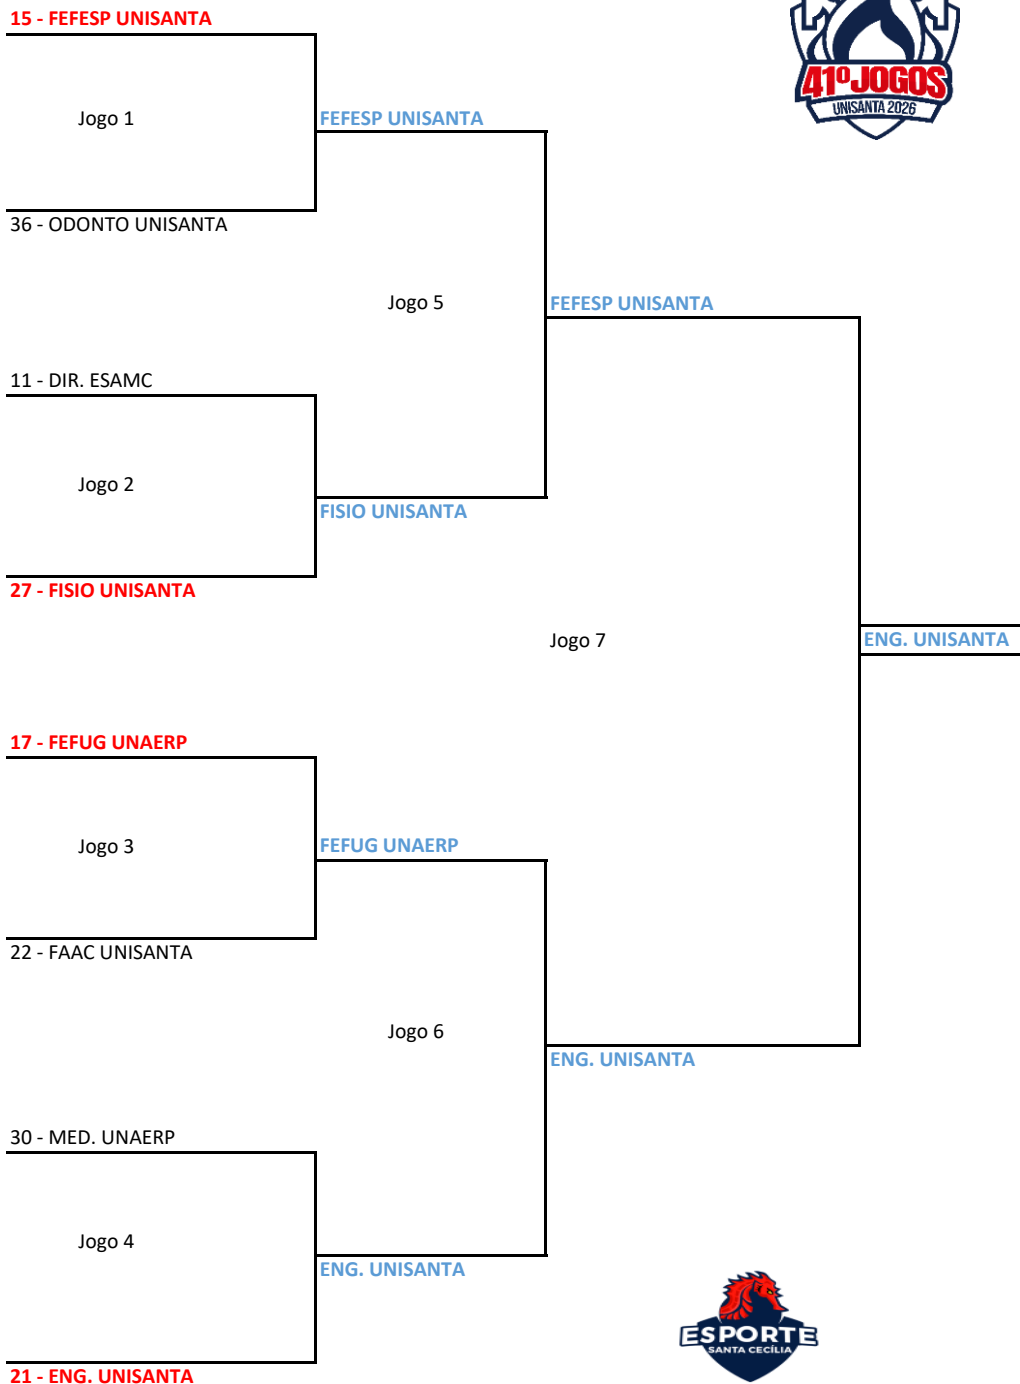 15 - FEFESP UNISANTA
41º JOGOS
UNISANTA 2026
Jogo 1
FEFESP UNISANTA
36 - ODONTO UNISANTA
Jogo 5
FEFESP UNISANTA
11 - DIR. ESAMC
Jogo 2
FISIO UNISANTA
27 - FISIO UNISANTA
Jogo 7
ENG. UNISANTA
17 - FEFUG UNAERP
Jogo 3
FEFUG UNAERP
22 - FAAC UNISANTA
Jogo 6
ENG. UNISANTA
30 - MED. UNAERP
Jogo 4
ENG. UNISANTA
ESPORTE
SANTA CECÍLIA
21 - ENG. UNISANTA